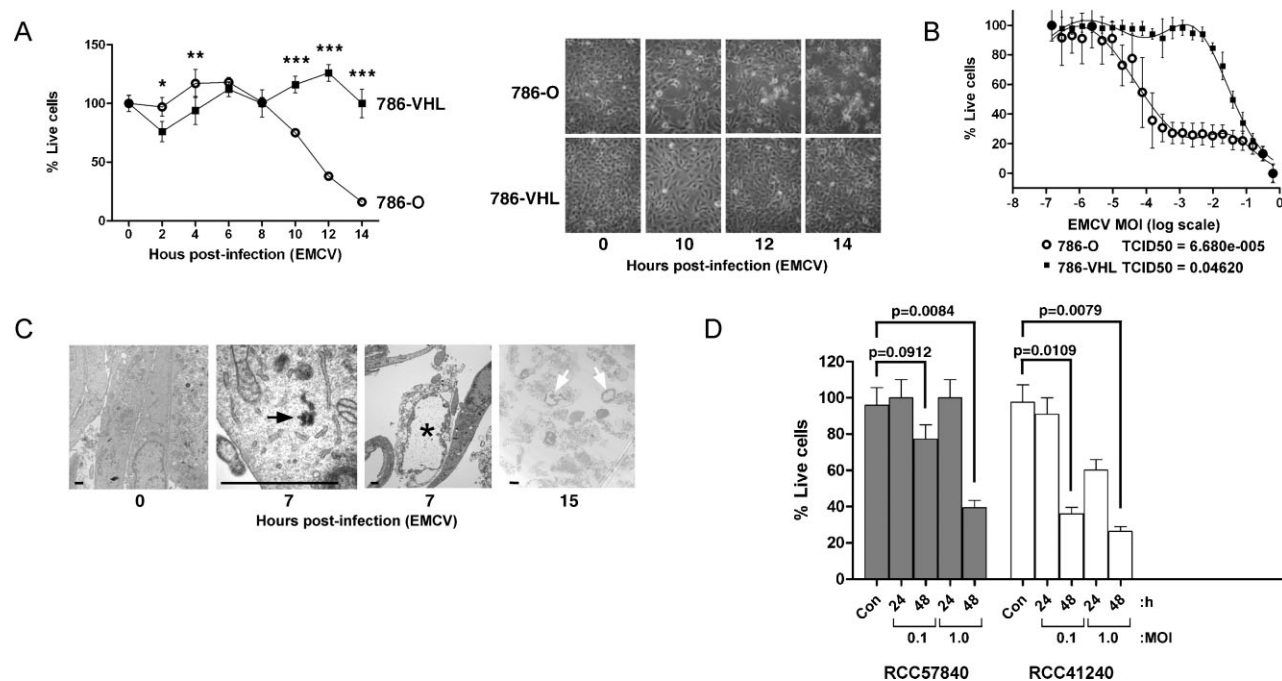 A
150
100
50
0
% Live cells
* ** *** *** ***
786-VHL
786-O
0 2 4 6 8 10 12 14
Hous post-infection (EMCV)
786-O
786-VHL
0 10 12 14
Hours post-infection (EMCV)
B
100
80
60
40
20
0
% Live cells
-8 -7 -6 -5 -4 -3 -2 -1 0
EMCV MOI (log scale)
786-O TCID50 = 6.680e-005
786-VHL TCID50 = 0.04620
C
*
0 7 7 15
Hours post-infection (EMCV)
D
p=0.0084
p=0.0912
p=0.0079
p=0.0109
120
100
80
60
40
20
0
% Live cells
Con 24 48 24 48 Con 24 48 24 48 :h
0.1 1.0 0.1 1.0 :MOI
RCC57840 RCC41240